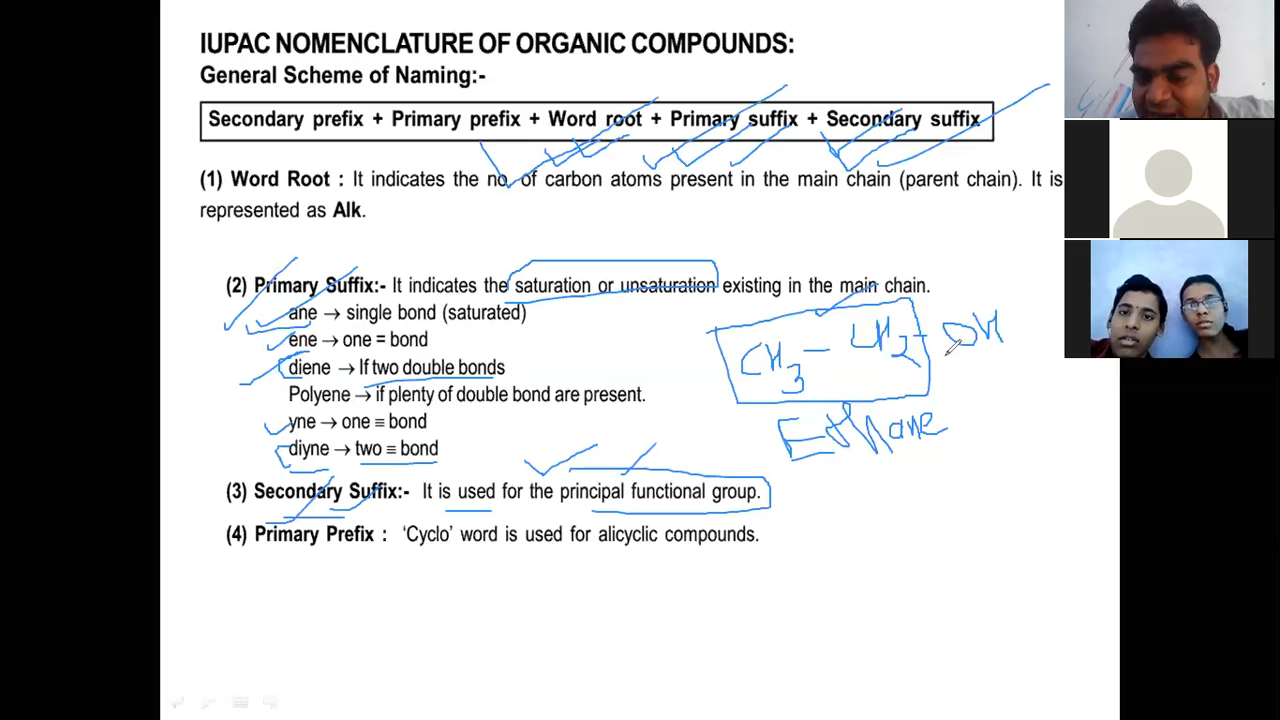 IUPAC NOMENCLATURE OF ORGANIC COMPOUNDS:
General Scheme of Naming:-
Secondary prefix + Primary prefix + Word root + Primary suffix + Secondary suffix
(1) Word Root : It indicates the no. of carbon atoms present in the main chain (parent chain). It is
represented as Alk.
(2) Primary Suffix:- It indicates the saturation or unsaturation existing in the main chain.
ane → single bond (saturated)
ene → one = bond
diene → If two double bonds
Polyene → if plenty of double bond are present.
yne → one ≡ bond
diyne → two ≡ bond
CH3 - CH2 - OH
Ethane
(3) Secondary Suffix:- It is used for the principal functional group.
(4) Primary Prefix : ‘Cyclo’ word is used for alicyclic compounds.